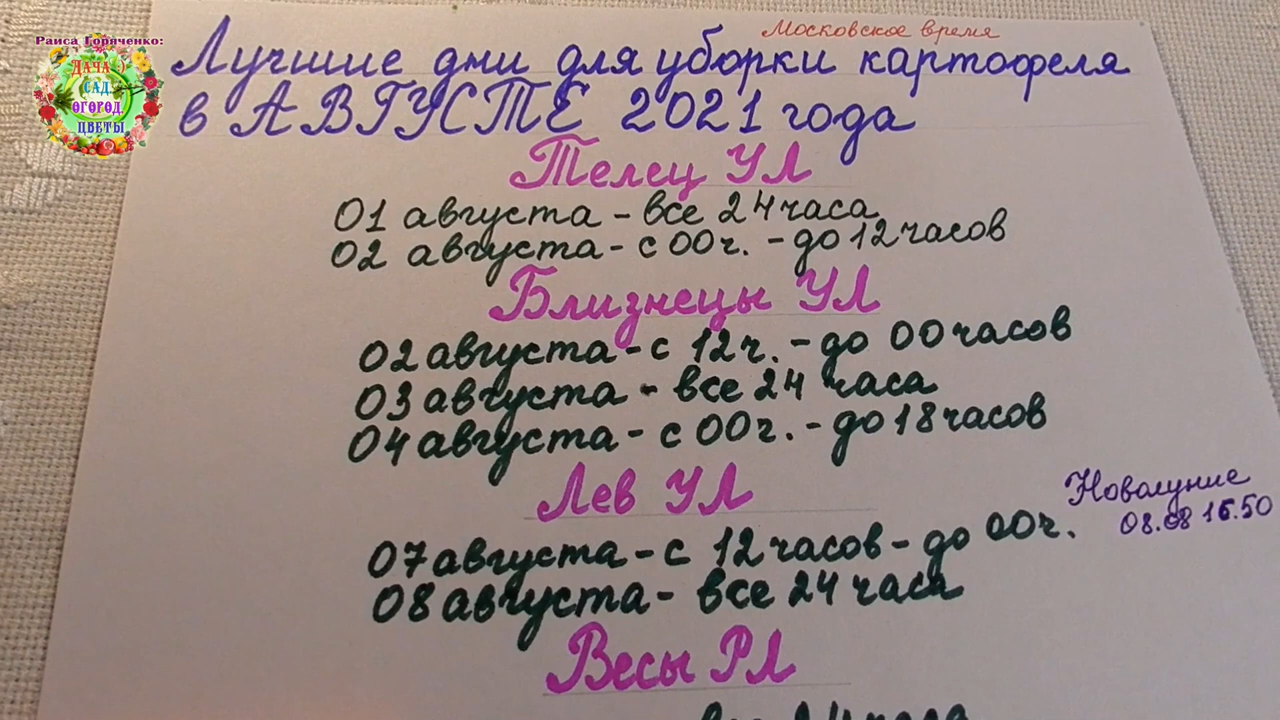 Раиса Горяченко:
ДАЧА,
САД,
ОГОРОД,
ЦВЕТЫ
Московское время
Лучшие дни для уборки картофеля
в АВГУСТЕ 2021 года
Телец УЛ
01 августа - все 24 часа
02 августа - с 00ч. - до 12 часов
Близнецы УЛ
02 августа - с 12ч. - до 00 часов
03 августа - все 24 часа
04 августа - с 00ч. - до 18 часов
Лев УЛ
Новолуние
08.08 16.50
07 августа - с 12 часов - до 00ч.
08 августа - все 24 часа
Весы РЛ
все 24 часа